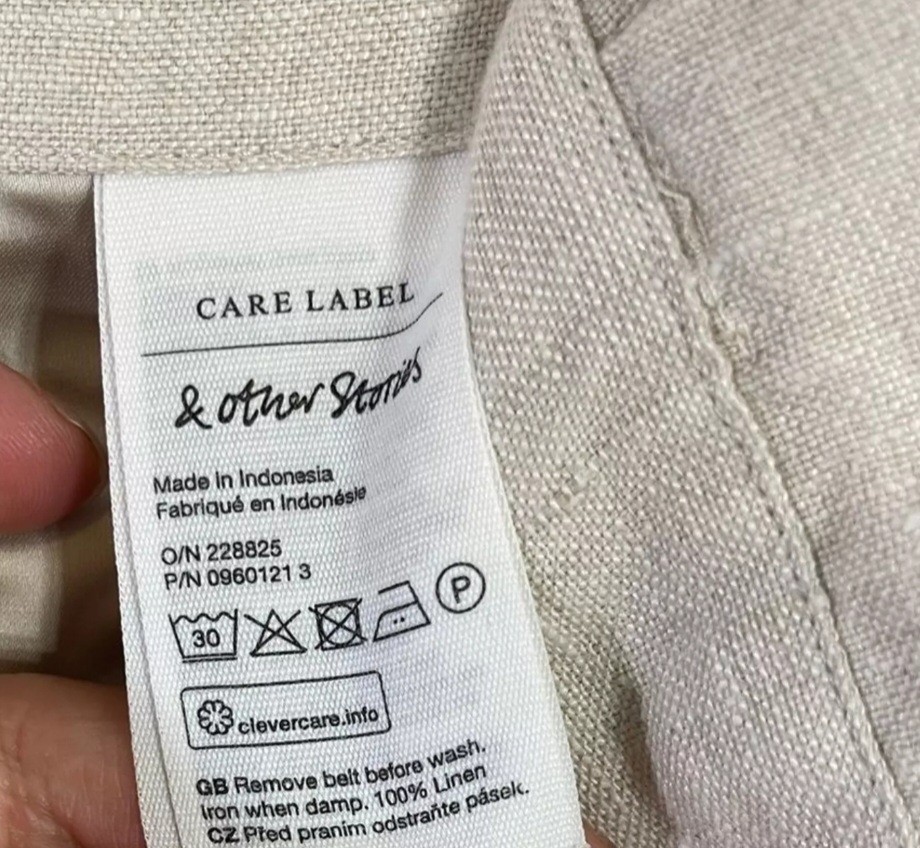 CARE LABEL
& other Stories
Made in Indonesia
Fabriqué en Indonésie
O/N 228825
P/N 0960121 3
30
P
clevercare.info
GB Remove belt before wash.
Iron when damp. 100% Linen
CZ Před praním odstraňte pásek.